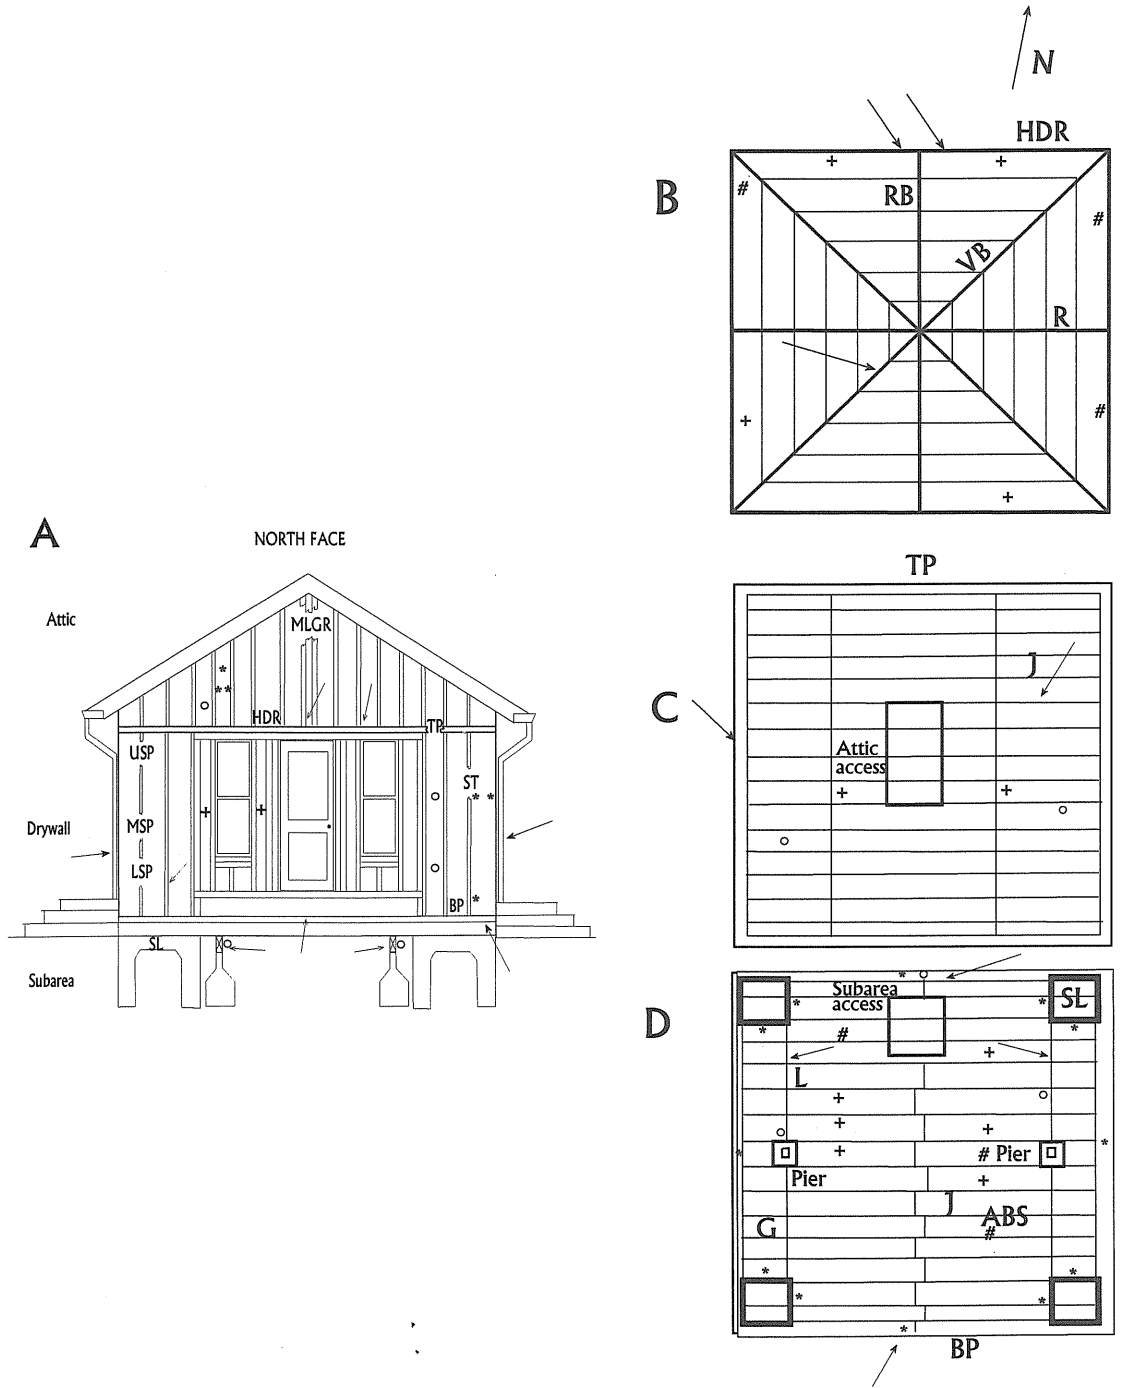 N
HDR
B
RB
VB
R
A
NORTH FACE
Attic
MLGR
HDR
TP
USP
ST
Drywall
MSP
LSP
BP
SL
Subarea
TP
C
J
Attic
access
D
Subarea
access
SL
L
Pier
Pier
J
G
ABS
BP